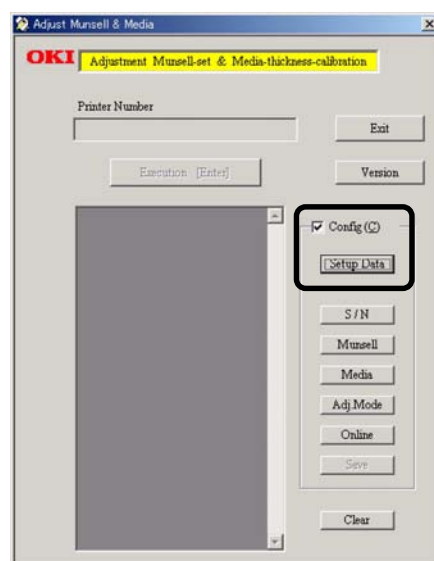 Adjust Munsell & Media
OKI
Adjustment Munsell-set & Media-thickness-calibration
Printer Number
Exit
Execution [Enter]
Version
Config (C)
Setup Data
S / N
Munsell
Media
Adj.Mode
Online
Save
Clear